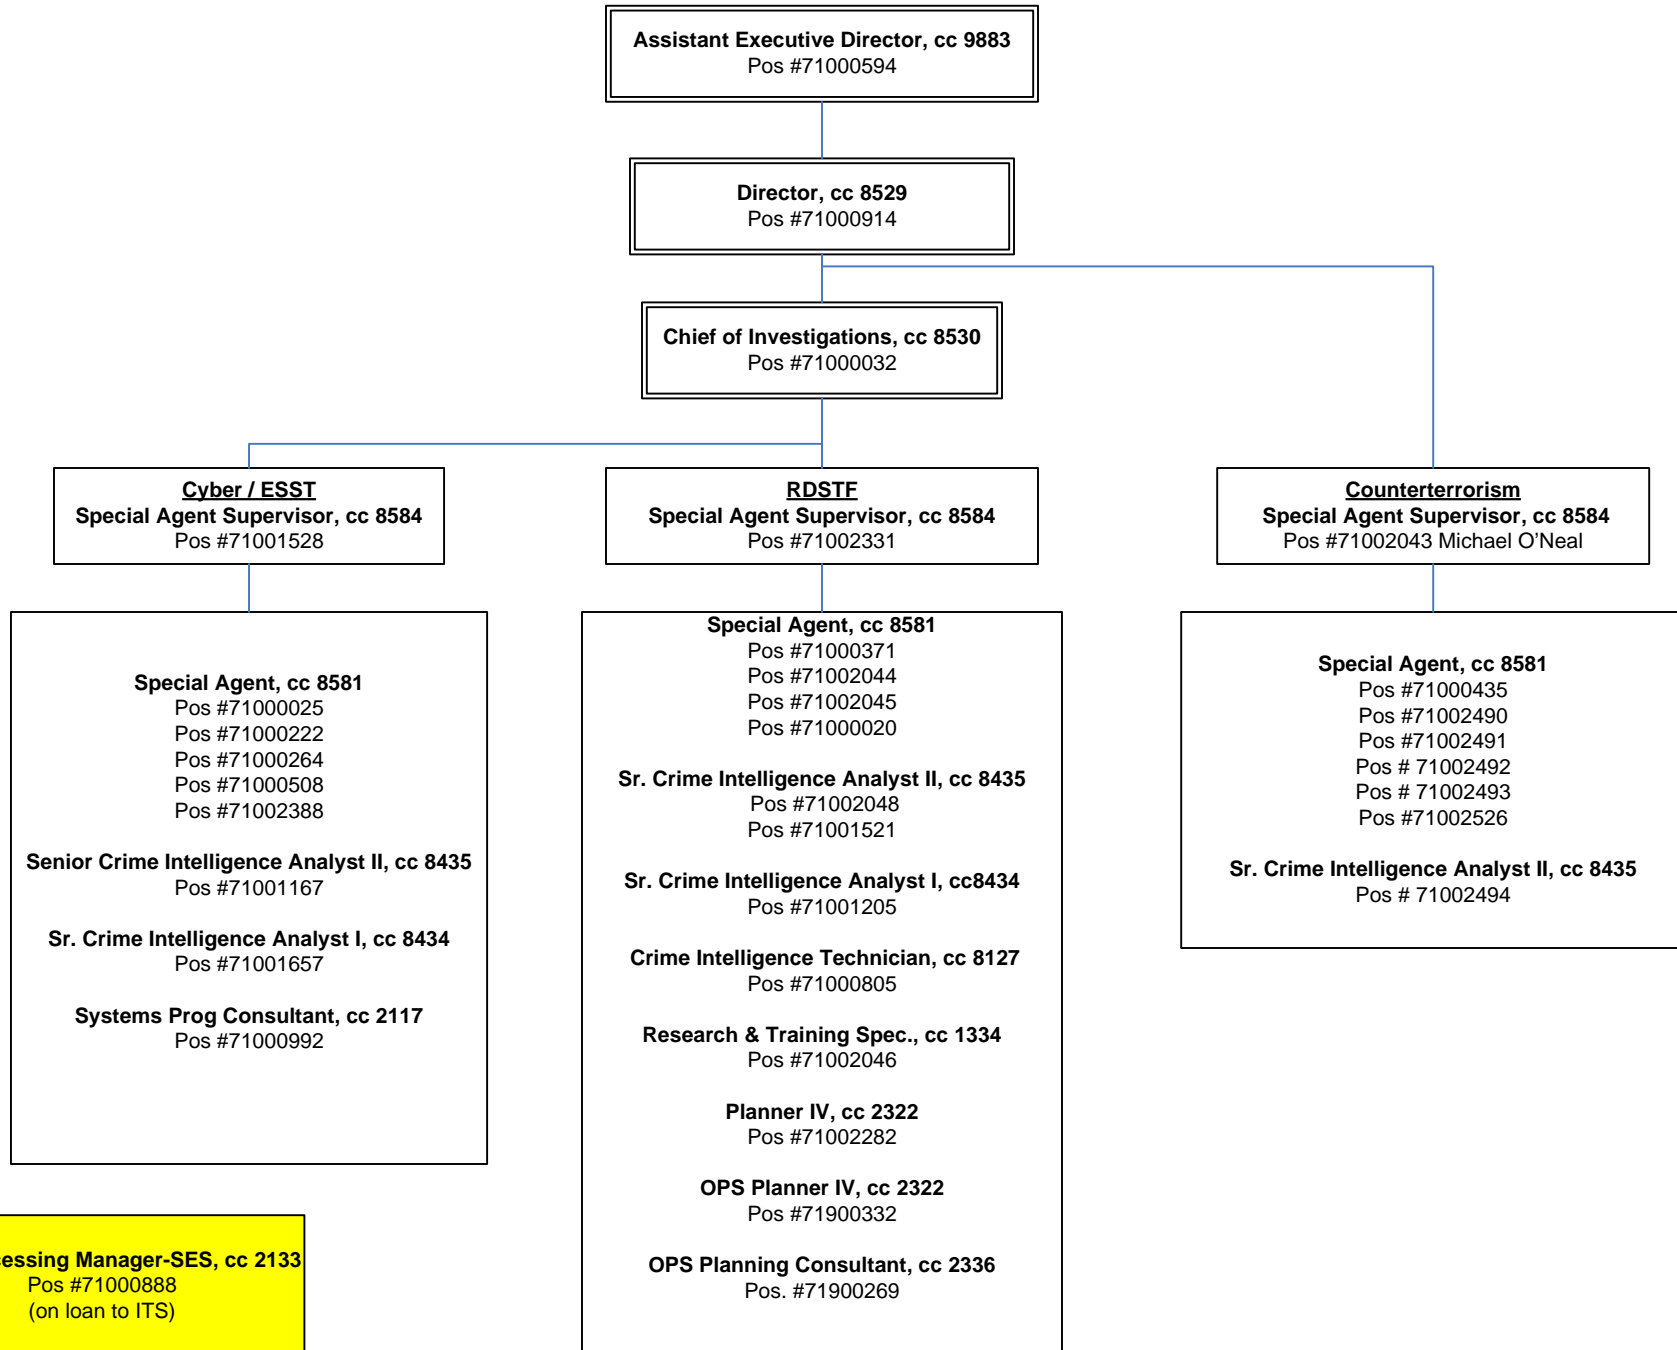 Assistant Executive Director, cc 9883
Pos #71000594
Director, cc 8529
Pos #71000914
Chief of Investigations, cc 8530
Pos #71000032
Cyber / ESST
Special Agent Supervisor, cc 8584
Pos #71001528
RDSTF
Special Agent Supervisor, cc 8584
Pos #71002331
Counterterrorism
Special Agent Supervisor, cc 8584
Pos #71002043 Michael O’Neal
Special Agent, cc 8581
Pos #71000025
Pos #71000222
Pos #71000264
Pos #71000508
Pos #71002388
Senior Crime Intelligence Analyst II, cc 8435
Pos #71001167
Sr. Crime Intelligence Analyst I, cc 8434
Pos #71001657
Systems Prog Consultant, cc 2117
Pos #71000992
Special Agent, cc 8581
Pos #71000371
Pos #71002044
Pos #71002045
Pos #71000020
Sr. Crime Intelligence Analyst II, cc 8435
Pos #71002048
Pos #71001521
Sr. Crime Intelligence Analyst I, cc8434
Pos #71001205
Crime Intelligence Technician, cc 8127
Pos #71000805
Research & Training Spec., cc 1334
Pos #71002046
Planner IV, cc 2322
Pos #71002282
OPS Planner IV, cc 2322
Pos #71900332
OPS Planning Consultant, cc 2336
Pos. #71900269
Special Agent, cc 8581
Pos #71000435
Pos #71002490
Pos #71002491
Pos # 71002492
Pos # 71002493
Pos #71002526
Sr. Crime Intelligence Analyst II, cc 8435
Pos # 71002494
Manager-SES, cc 2133
Pos #71000888
(on loan to ITS)